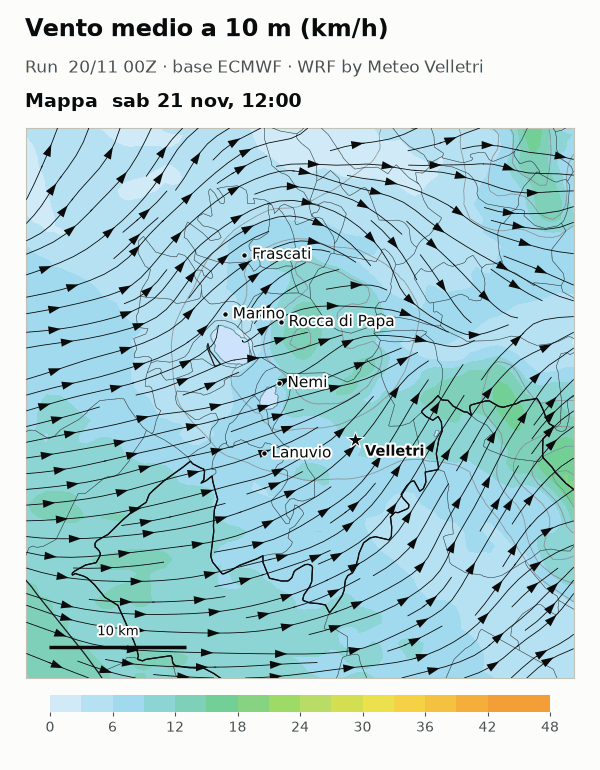 Vento medio a 10 m (km/h)
Run  20/11 00Z · base ECMWF · WRF by Meteo Velletri
Mappa  sab 21 nov, 12:00
Frascati
Marino
Rocca di Papa
Nemi
Velletri
Lanuvio
10 km
0 6 12 18 24 30 36 42 48